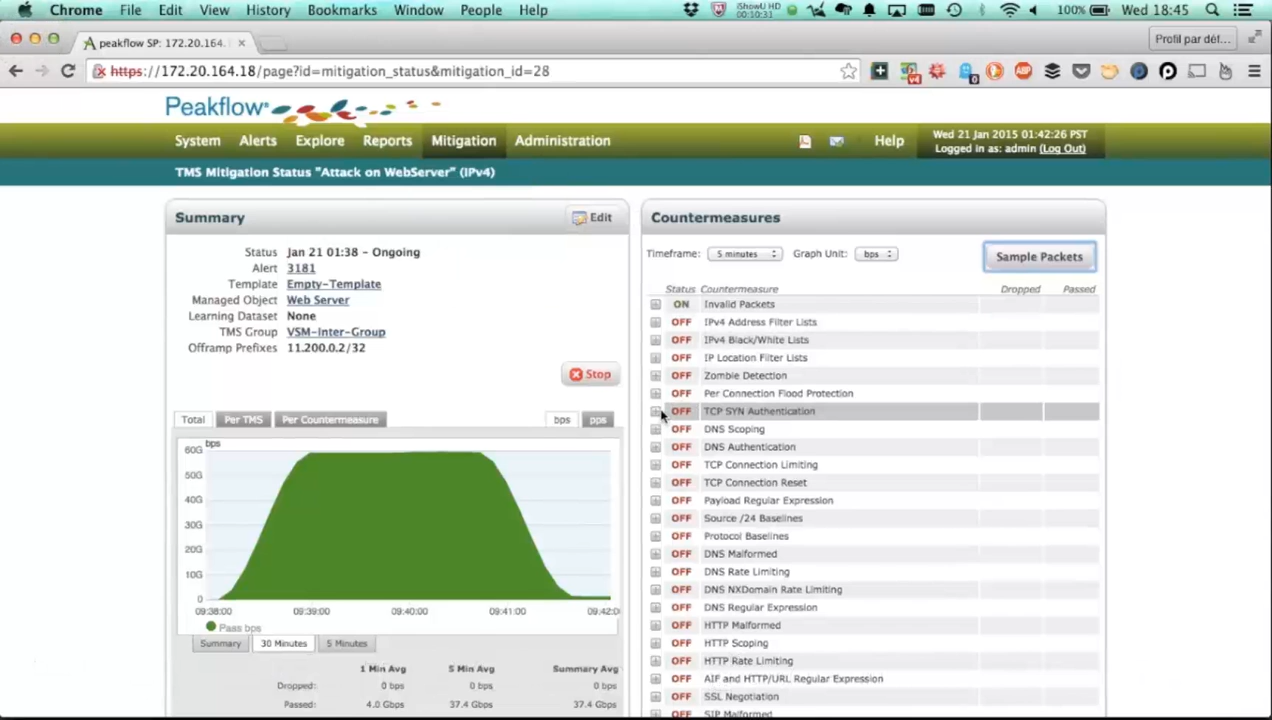 Chrome File Edit View History Bookmarks Window People Help iShowU HD 00:10:31 100% Wed 18:45
peakflow SP: 172.20.164. × Profil par déf...
https://172.20.164.18/page?id=mitigation_status&mitigation_id=28
Peakflow
System Alerts Explore Reports Mitigation Administration Help Wed 21 Jan 2015 01:42:26 PST
Logged in as: admin (Log Out)
TMS Mitigation Status "Attack on WebServer" (IPv4)
Summary Edit
Status Jan 21 01:38 - Ongoing
Alert 3181
Template Empty-Template
Managed Object Web Server
Learning Dataset None
TMS Group VSM-Inter-Group
Offramp Prefixes 11.200.0.2/32
Stop
Total Per TMS Per Countermeasure bps pps
bps
60G
50G
40G
30G
20G
10G
0
09:38:00 09:39:00 09:40:00 09:41:00 09:42:0
Pass bps
Summary 30 Minutes 5 Minutes
1 Min Avg 5 Min Avg Summary Avg
Dropped: 0 bps 0 bps 0 bps
Passed: 4.0 Gbps 37.4 Gbps 37.4 Gbps
Countermeasures
Timeframe: 5 minutes Graph Unit: bps Sample Packets
Status Countermeasure Dropped Passed
ON Invalid Packets
OFF IPv4 Address Filter Lists
OFF IPv4 Black/White Lists
OFF IP Location Filter Lists
OFF Zombie Detection
OFF Per Connection Flood Protection
OFF TCP SYN Authentication
OFF DNS Scoping
OFF DNS Authentication
OFF TCP Connection Limiting
OFF TCP Connection Reset
OFF Payload Regular Expression
OFF Source /24 Baselines
OFF Protocol Baselines
OFF DNS Malformed
OFF DNS Rate Limiting
OFF DNS NXDomain Rate Limiting
OFF DNS Regular Expression
OFF HTTP Malformed
OFF HTTP Scoping
OFF HTTP Rate Limiting
OFF AIF and HTTP/URL Regular Expression
OFF SSL Negotiation
OFF SIP Malformed